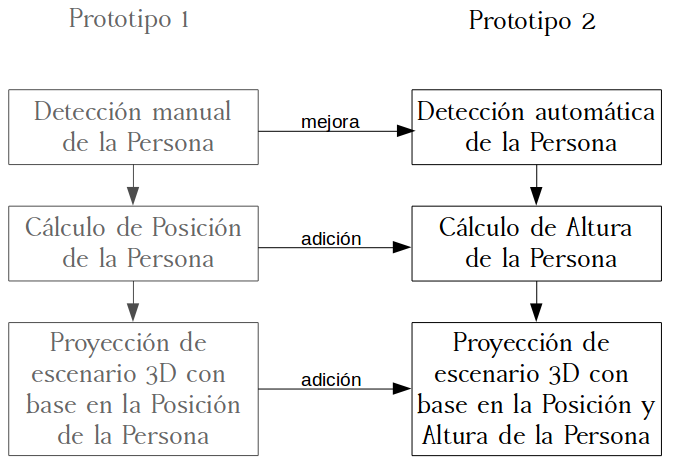 Prototipo 1
Prototipo 2
Detección manual
de la Persona
mejora
Detección automática
de la Persona
Cálculo de Posición
de la Persona
adición
Cálculo de Altura
de la Persona
Proyección de
escenario 3D con
base en la Posición
de la Persona
adición
Proyección de
escenario 3D con
base en la Posición y
Altura de la Persona